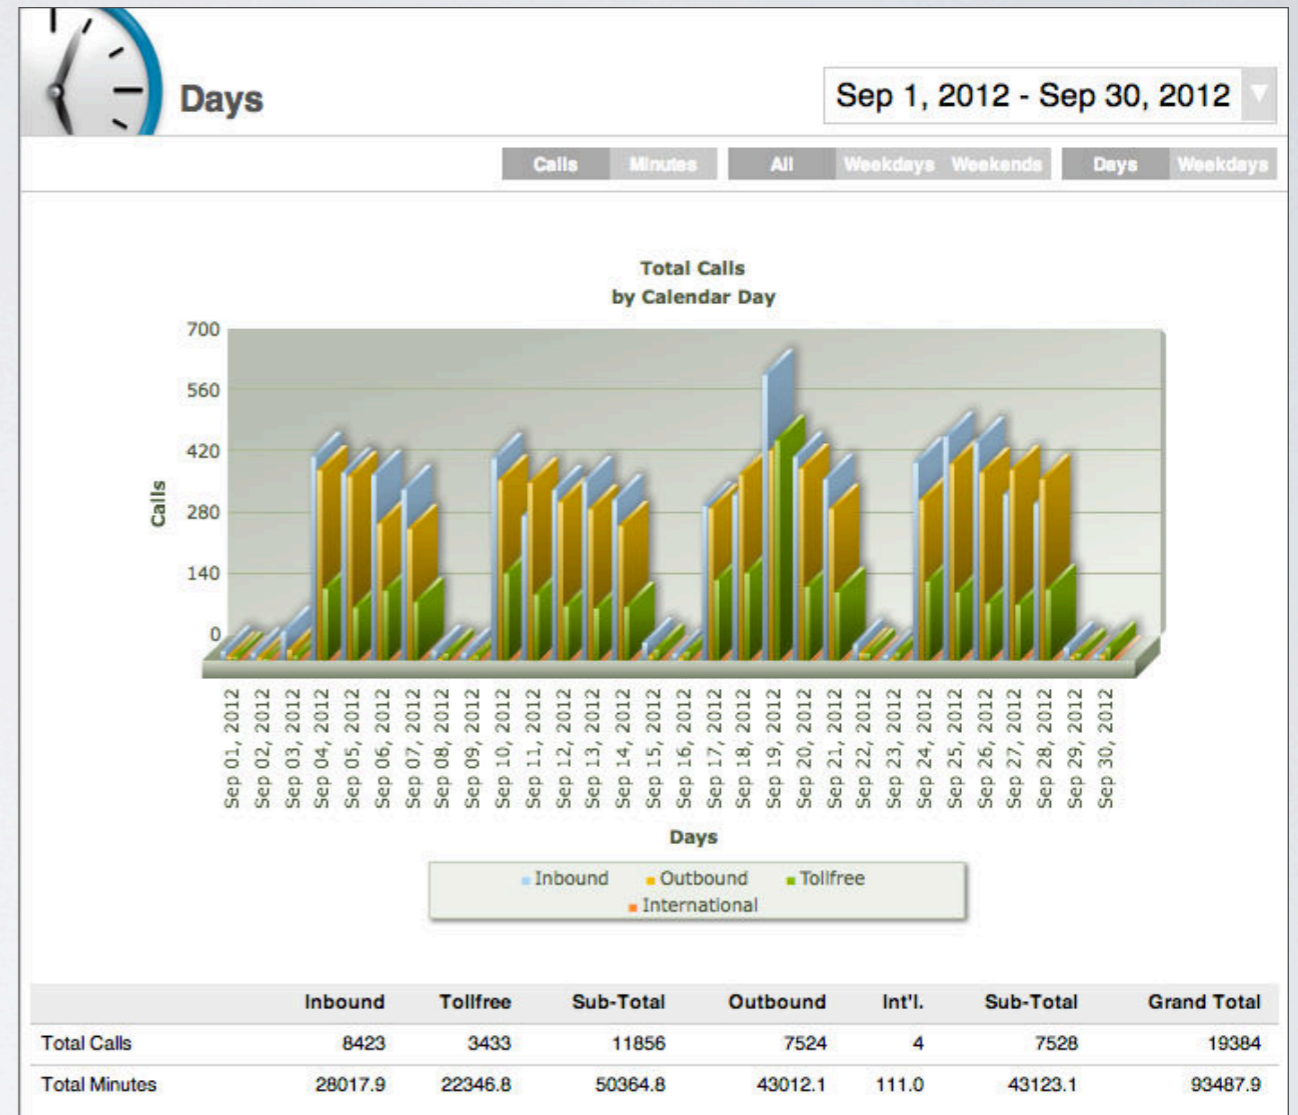 Days
Sep 1, 2012 - Sep 30, 2012
Calls Minutes All Weekdays Weekends Days Weekdays
Total Calls
by Calendar Day
700
560
420
280
140
0
Calls
Sep 01, 2012
Sep 02, 2012
Sep 03, 2012
Sep 04, 2012
Sep 05, 2012
Sep 06, 2012
Sep 07, 2012
Sep 08, 2012
Sep 09, 2012
Sep 10, 2012
Sep 11, 2012
Sep 12, 2012
Sep 13, 2012
Sep 14, 2012
Sep 15, 2012
Sep 16, 2012
Sep 17, 2012
Sep 18, 2012
Sep 19, 2012
Sep 20, 2012
Sep 21, 2012
Sep 22, 2012
Sep 23, 2012
Sep 24, 2012
Sep 25, 2012
Sep 26, 2012
Sep 27, 2012
Sep 28, 2012
Sep 29, 2012
Sep 30, 2012
Days
Inbound Outbound Tollfree
International
Inbound Tollfree Sub-Total Outbound Int'l. Sub-Total Grand Total
Total Calls 8423 3433 11856 7524 4 7528 19384
Total Minutes 28017.9 22346.8 50364.8 43012.1 111.0 43123.1 93487.9